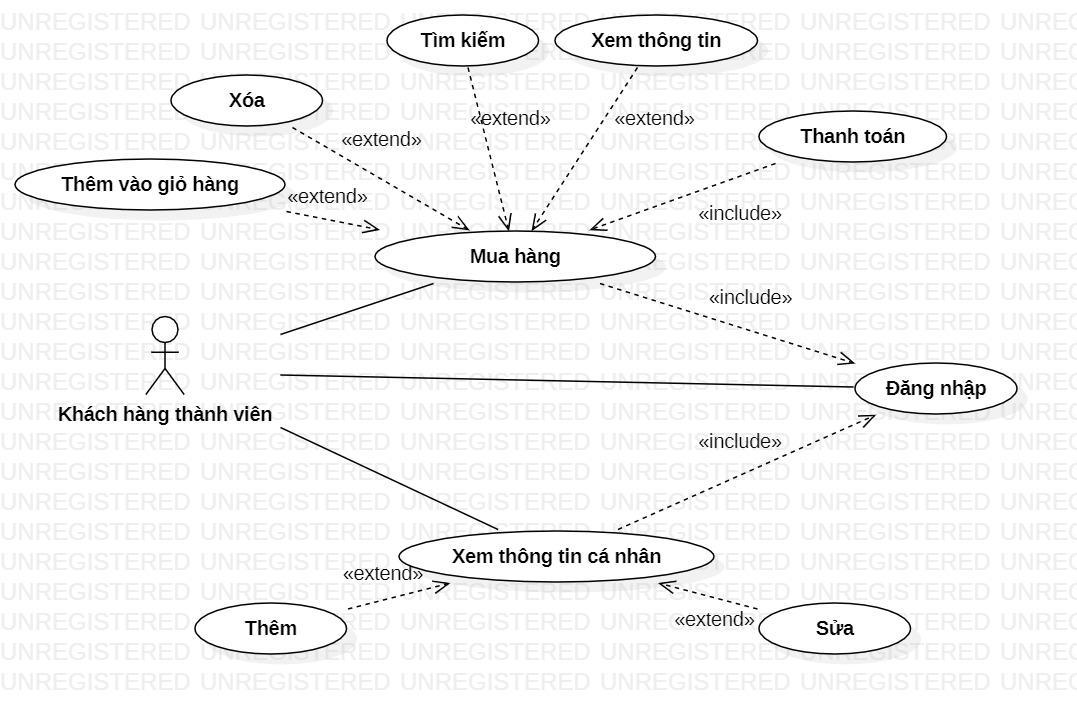 Tìm kiếm
Xem thông tin
Xóa
«extend»
«extend»
Thanh toán
«extend»
Thêm vào giỏ hàng
«extend»
«include»
Mua hàng
«include»
Khách hàng thành viên
Đăng nhập
«include»
Xem thông tin cá nhân
«extend»
«extend»
Thêm
Sửa
UNREGISTERED